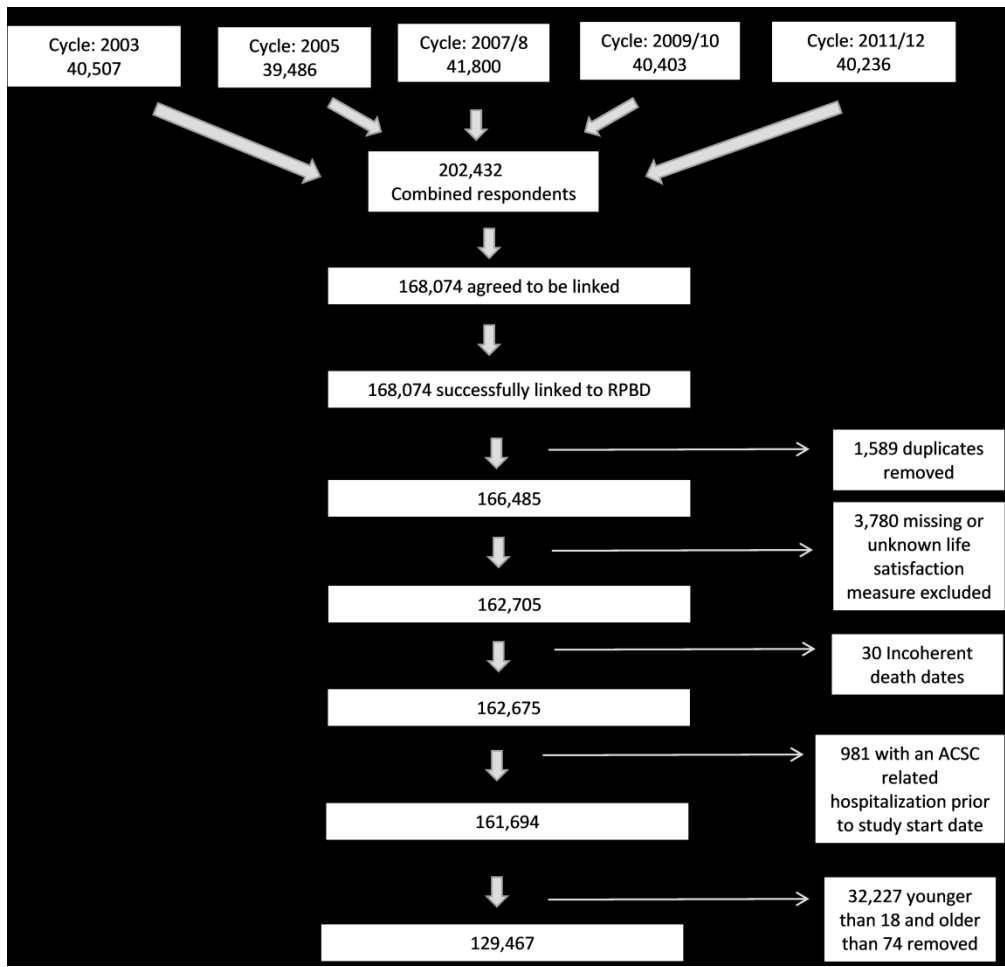 Cycle: 2003
40,507
Cycle: 2005
39,486
Cycle: 2007/8
41,800
Cycle: 2009/10
40,403
Cycle: 2011/12
40,236
202,432
Combined respondents
168,074 agreed to be linked
168,074 successfully linked to RPBD
1,589 duplicates
removed
166,485
3,780 missing or
unknown life
satisfaction
measure excluded
162,705
30 Incoherent
death dates
162,675
981 with an ACSC
related
hospitalization prior
to study start date
161,694
32,227 younger
than 18 and older
than 74 removed
129,467